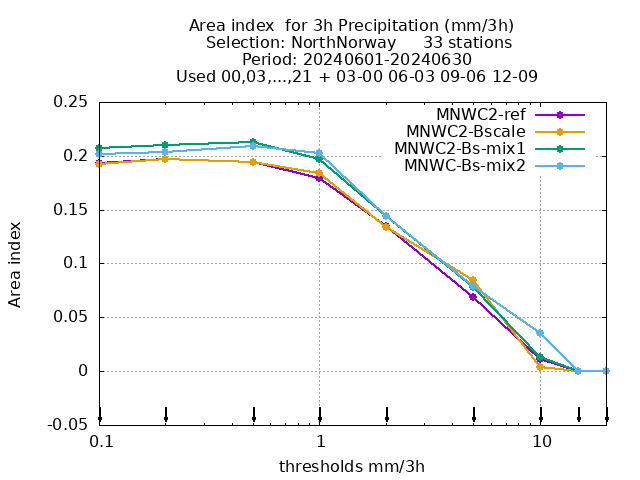 Area index  for 3h Precipitation (mm/3h)
Selection: NorthNorway     33 stations
Period: 20240601-20240630
Used 00,03,...,21 + 03-00 06-03 09-06 12-09
MNWC2-ref
MNWC2-Bscale
MNWC2-Bs-mix1
MNWC-Bs-mix2
0.25
0.2
0.15
0.1
0.05
0
-0.05
Area index
0.1
1
10
thresholds mm/3h